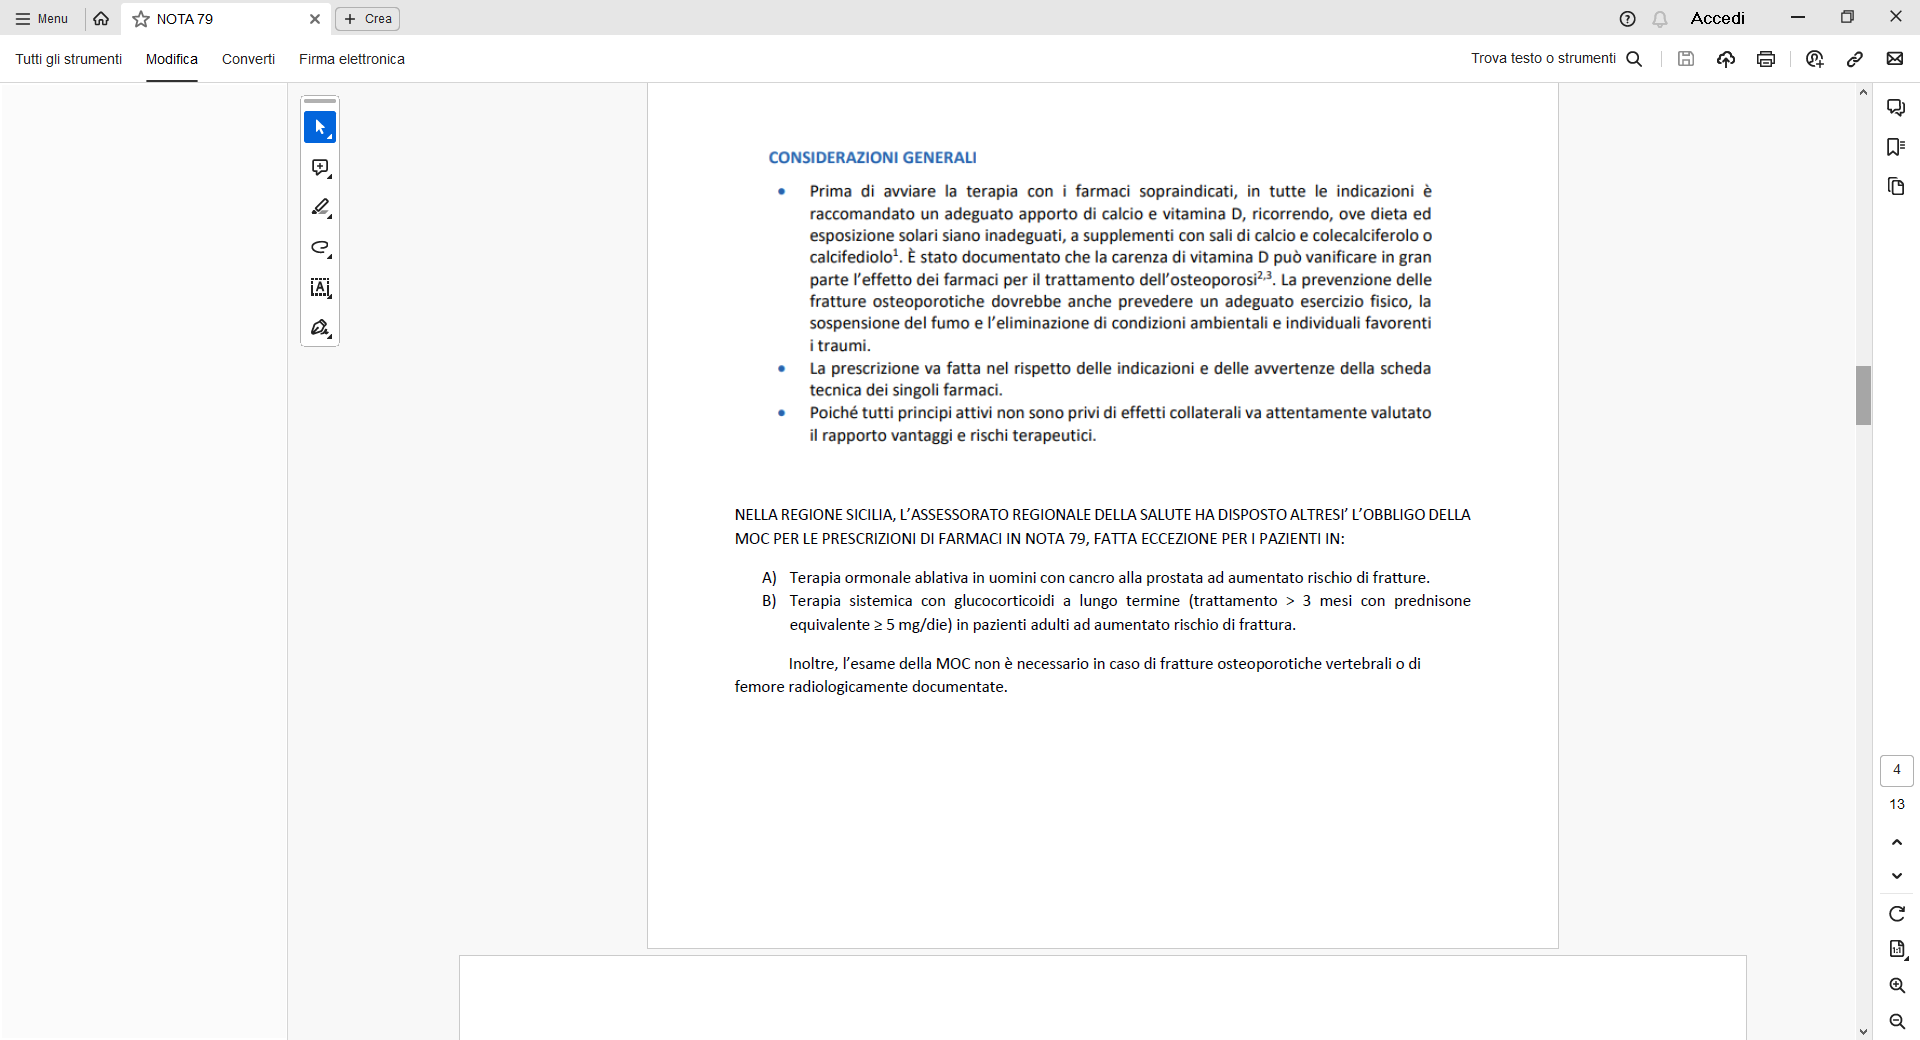 Menu
NOTA 79
Crea
Accedi
Tutti gli strumenti
Modifica
Converti
Firma elettronica
Trova testo o strumenti
CONSIDERAZIONI GENERALI
• Prima di avviare la terapia con i farmaci sopraindicati, in tutte le indicazioni è
raccomandato un adeguato apporto di calcio e vitamina D, ricorrendo, ove dieta ed
esposizione solari siano inadeguati, a supplementi con sali di calcio e colecalciferolo o
calcifediolo1. È stato documentato che la carenza di vitamina D può vanificare in gran
parte l’effetto dei farmaci per il trattamento dell’osteoporosi2,3. La prevenzione delle
fratture osteoporotiche dovrebbe anche prevedere un adeguato esercizio fisico, la
sospensione del fumo e l’eliminazione di condizioni ambientali e individuali favorenti
i traumi.
• La prescrizione va fatta nel rispetto delle indicazioni e delle avvertenze della scheda
tecnica dei singoli farmaci.
• Poiché tutti principi attivi non sono privi di effetti collaterali va attentamente valutato
il rapporto vantaggi e rischi terapeutici.
NELLA REGIONE SICILIA, L’ASSESSORATO REGIONALE DELLA SALUTE HA DISPOSTO ALTRESI’ L’OBBLIGO DELLA
MOC PER LE PRESCRIZIONI DI FARMACI IN NOTA 79, FATTA ECCEZIONE PER I PAZIENTI IN:
A) Terapia ormonale ablativa in uomini con cancro alla prostata ad aumentato rischio di fratture.
B) Terapia sistemica con glucocorticoidi a lungo termine (trattamento > 3 mesi con prednisone
equivalente ≥ 5 mg/die) in pazienti adulti ad aumentato rischio di frattura.
Inoltre, l’esame della MOC non è necessario in caso di fratture osteoporotiche vertebrali o di
femore radiologicamente documentate.
4
13